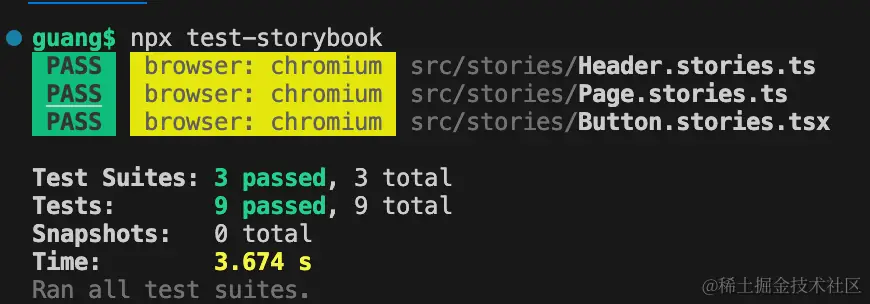 guang$ npx test-storybook
PASS browser: chromium src/stories/Header.stories.ts
PASS browser: chromium src/stories/Page.stories.ts
PASS browser: chromium src/stories/Button.stories.tsx
Test Suites: 3 passed, 3 total
Tests: 9 passed, 9 total
Snapshots: 0 total
Time: 3.674 s
Ran all test suites.
@稀土掘金技术社区